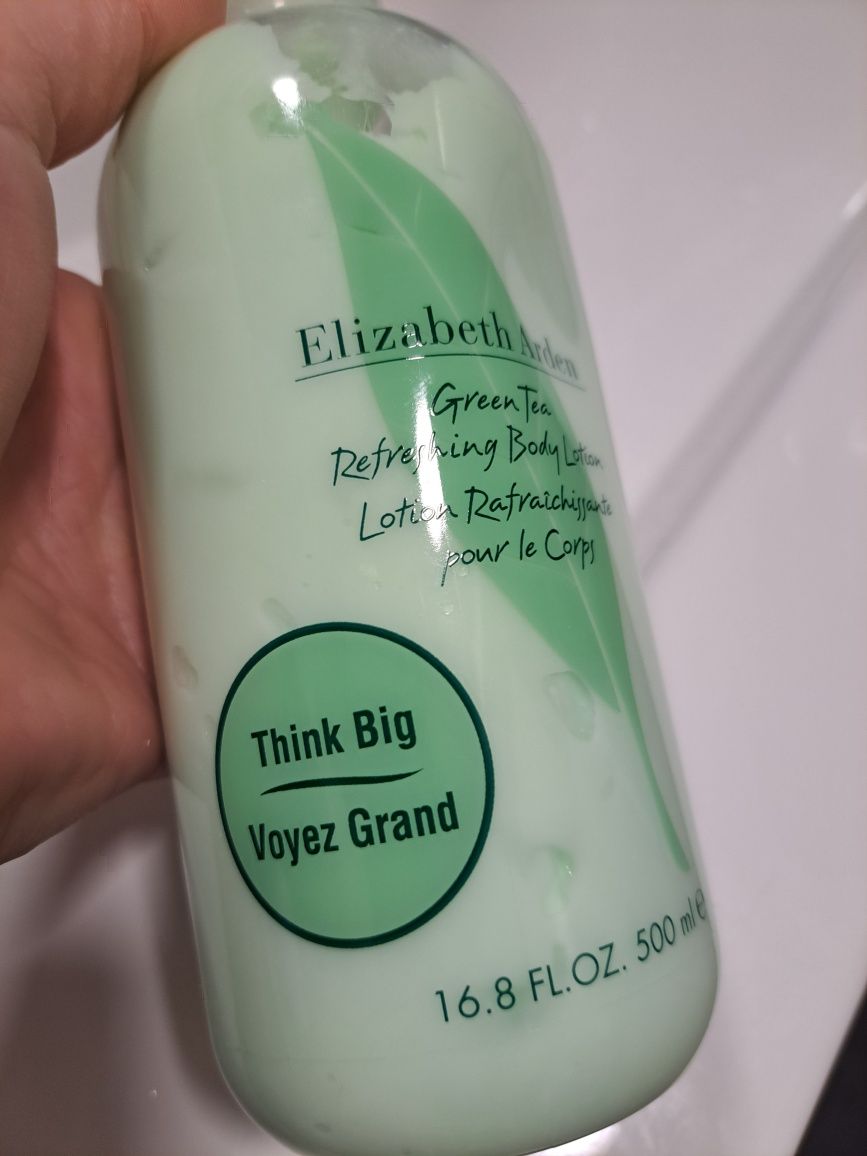 Elizabeth Arden
Green Tea
Refreshing Body Lotion
Lotion Rafraîchissante
pour le Corps
Think Big
Voyez Grand
16.8 FL.OZ. 500 ml ℮